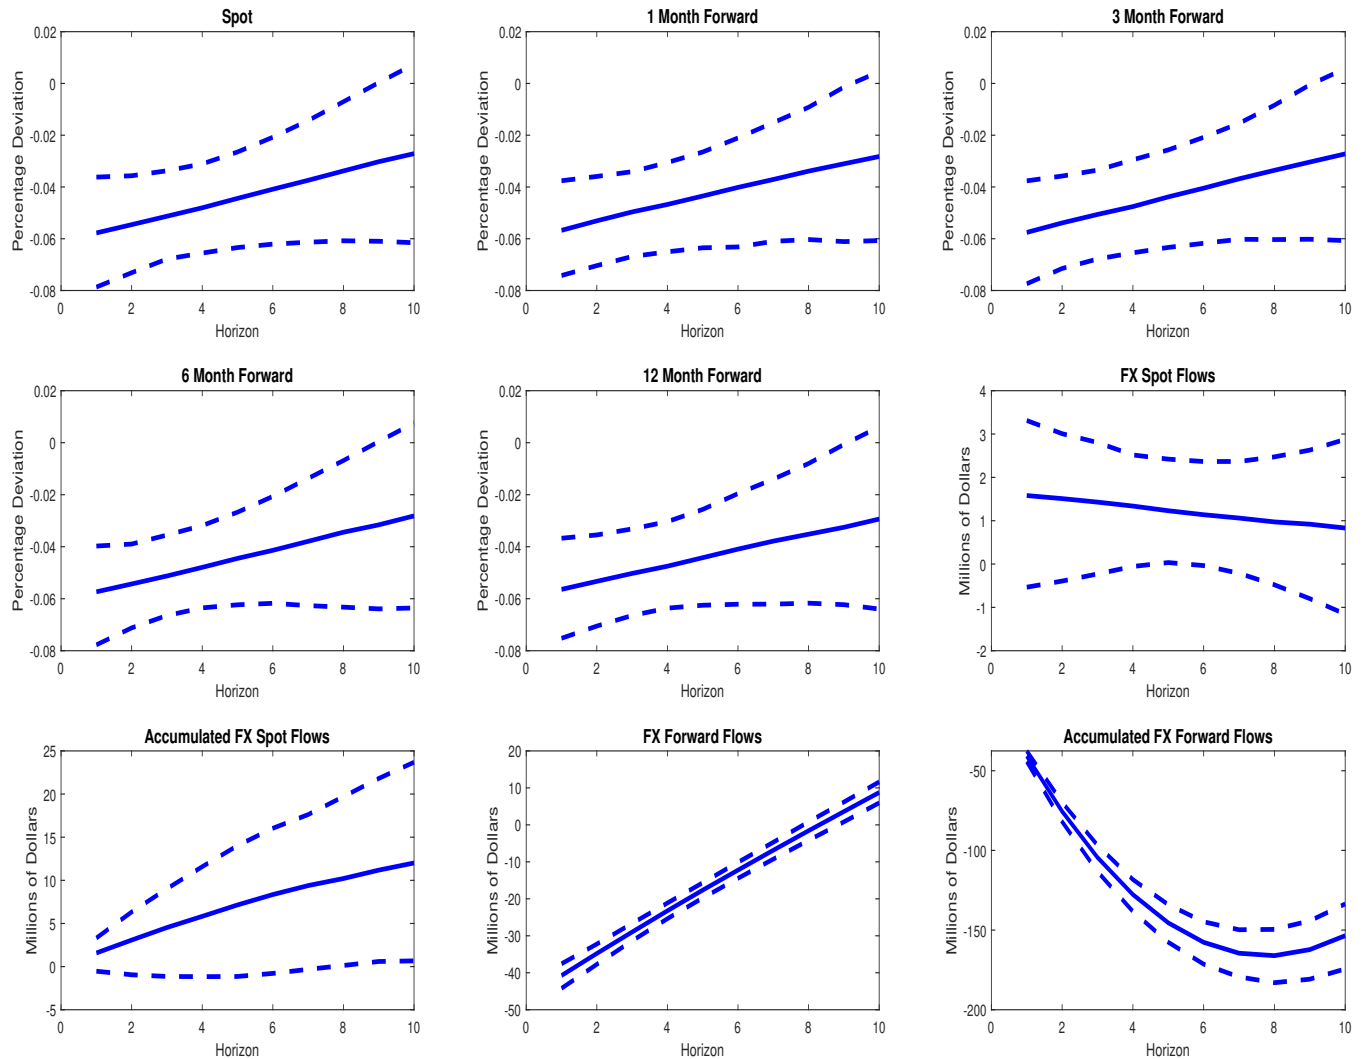 Spot
Percentage Deviation
0.02
0
-0.02
-0.04
-0.06
-0.08
0 2 4 6 8 10
Horizon
1 Month Forward
Percentage Deviation
0.02
0
-0.02
-0.04
-0.06
-0.08
0 2 4 6 8 10
Horizon
3 Month Forward
Percentage Deviation
0.02
0
-0.02
-0.04
-0.06
-0.08
0 2 4 6 8 10
Horizon
6 Month Forward
Percentage Deviation
0.02
0
-0.02
-0.04
-0.06
-0.08
0 2 4 6 8 10
Horizon
12 Month Forward
Percentage Deviation
0.02
0
-0.02
-0.04
-0.06
-0.08
0 2 4 6 8 10
Horizon
FX Spot Flows
Millions of Dollars
4
3
2
1
0
-1
-2
0 2 4 6 8 10
Horizon
Accumulated FX Spot Flows
Millions of Dollars
25
20
15
10
5
0
-5
0 2 4 6 8 10
Horizon
FX Forward Flows
Millions of Dollars
20
10
0
-10
-20
-30
-40
-50
0 2 4 6 8 10
Horizon
Accumulated FX Forward Flows
Millions of Dollars
-50
-100
-150
-200
0 2 4 6 8 10
Horizon